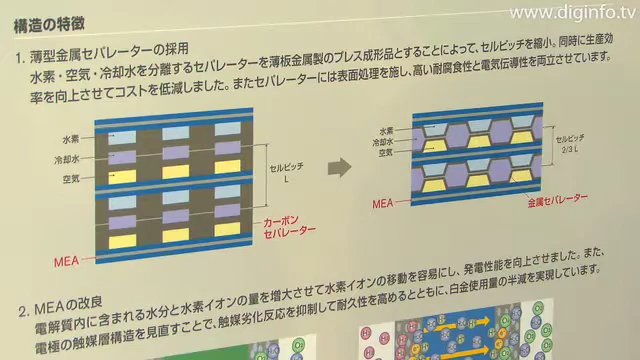 www.diginfo.tv
構造の特徴
1. 薄型金属セパレーターの採用
水素・空気・冷却水を分離するセパレーターを薄板金属製のプレス成形品とすることによって、セルピッチを縮小。同時に生産効
率を向上させてコストを低減しました。またセパレーターには表面処理を施し、高い耐腐食性と電気伝導性を両立させています。
水素
冷却水
空気
セルピッチ
L
MEA
カーボン
セパレーター
水素
冷却水
空気
セルピッチ
2/3 L
MEA
金属セパレーター
2. MEAの改良
電解質内に含まれる水分と水素イオンの量を増大させて水素イオンの移動を容易にし、発電性能を向上させました。また、
電極の触媒層構造を見直すことで、触媒劣化反応を抑制して耐久性を高めるとともに、白金使用量の半減を実現しています。